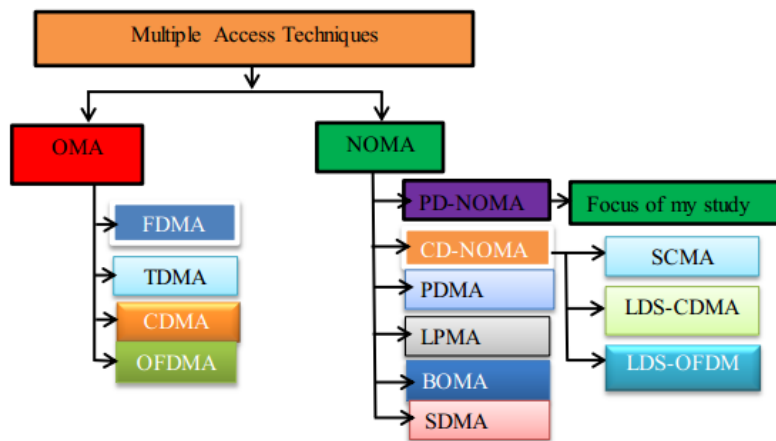 Multiple Access Techniques
OMA
NOMA
FDMA
TDMA
CDMA
OFDMA
PD-NOMA
Focus of my study
CD-NOMA
PDMA
LPMA
BOMA
SDMA
SCMA
LDS-CDMA
LDS-OFDM